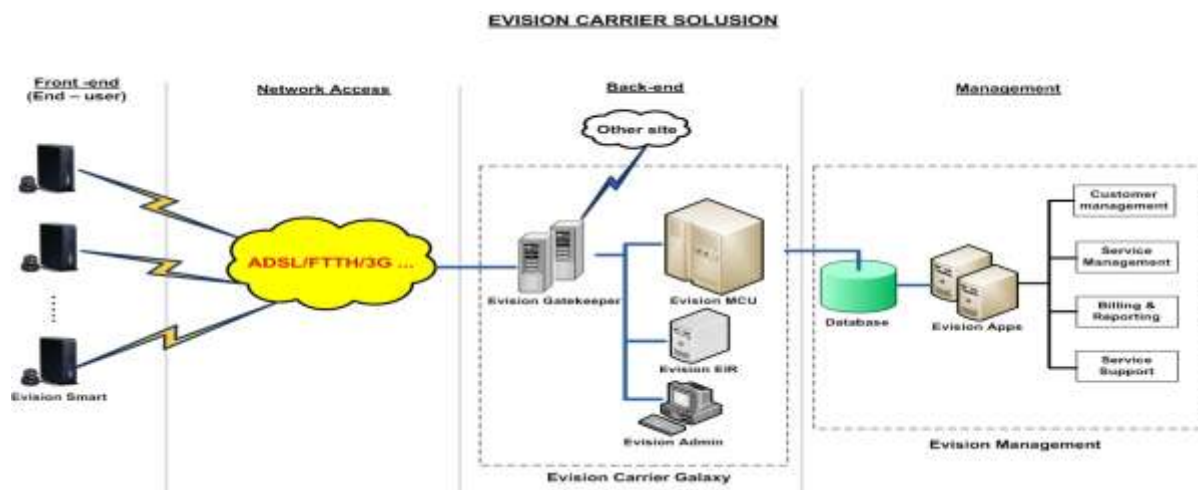 EVISION CARRIER SOLUSION
Front -end
(End – user)
Network Access
Back-end
Management
Other site
ADSL/FTTH/3G ...
Evision Smart
Evision Gatekeeper
Evision MCU
Evision EIR
Evision Admin
Evision Carrier Galaxy
Database
Evision Apps
Customer
management
Service
Management
Billing &
Reporting
Service
Support
Evision Management